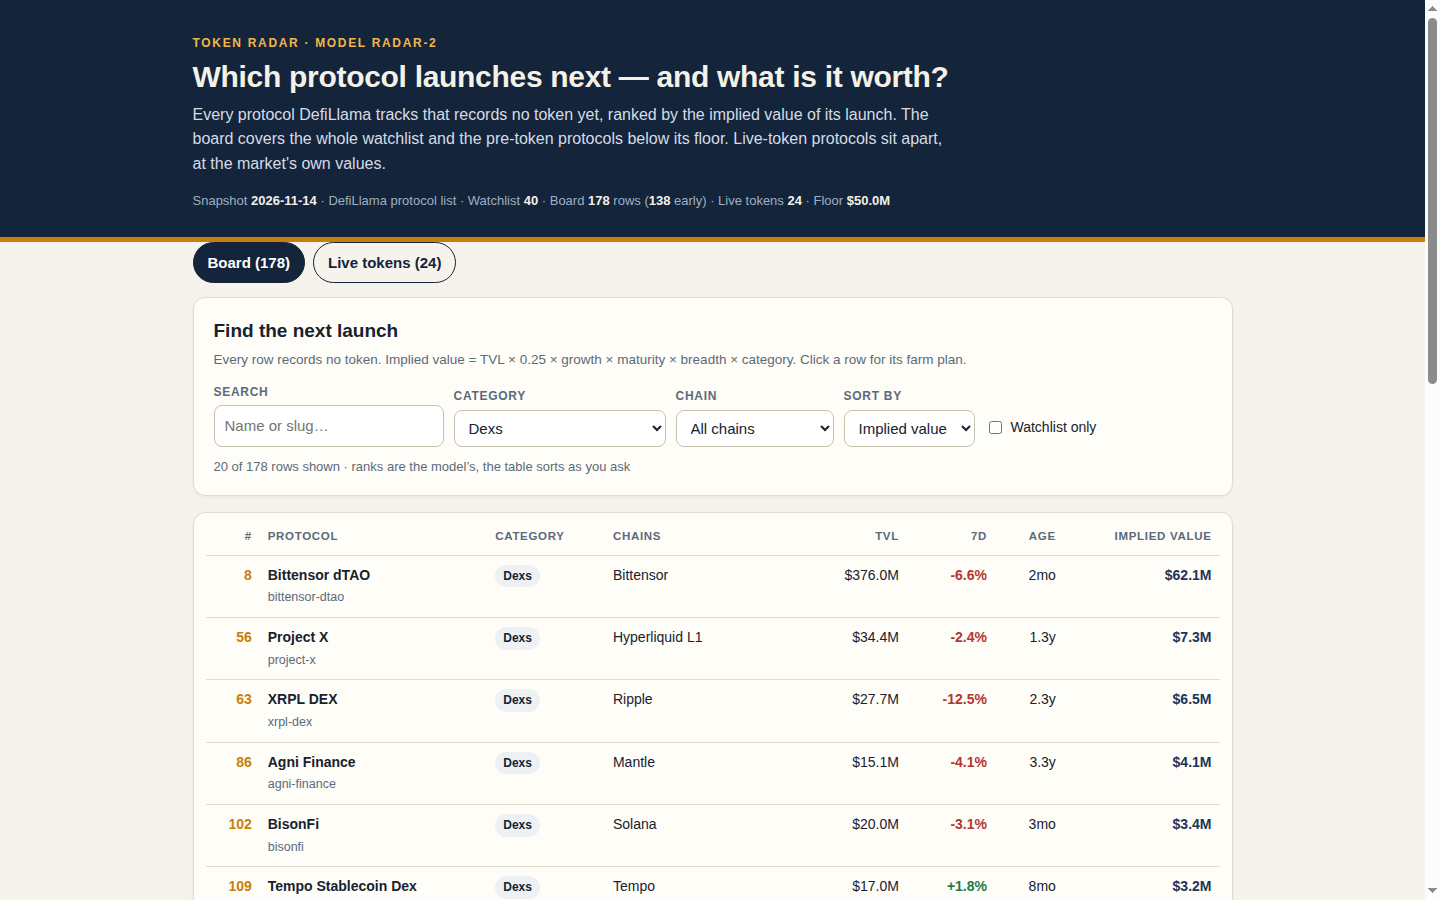 TOKEN RADAR · MODEL RADAR-2
Which protocol launches next — and what is it worth?
Every protocol DefiLlama tracks that records no token yet, ranked by the implied value of its launch. The
board covers the whole watchlist and the pre-token protocols below its floor. Live-token protocols sit apart,
at the market's own values.
Snapshot 2026-11-14 · DefiLlama protocol list · Watchlist 40 · Board 178 rows (138 early) · Live tokens 24 · Floor $50.0M
Board (178) Live tokens (24)
Find the next launch
Every row records no token. Implied value = TVL × 0.25 × growth × maturity × breadth × category. Click a row for its farm plan.
SEARCH CATEGORY CHAIN SORT BY
Name or slug… Dexs All chains Implied value Watchlist only
20 of 178 rows shown · ranks are the model’s, the table sorts as you ask
# PROTOCOL CATEGORY CHAINS TVL 7D AGE IMPLIED VALUE
8 Bittensor dTAO Dexs Bittensor $376.0M -6.6% 2mo $62.1M
bittensor-dtao
56 Project X Dexs Hyperliquid L1 $34.4M -2.4% 1.3y $7.3M
project-x
63 XRPL DEX Dexs Ripple $27.7M -12.5% 2.3y $6.5M
xrpl-dex
86 Agni Finance Dexs Mantle $15.1M -4.1% 3.3y $4.1M
agni-finance
102 BisonFi Dexs Solana $20.0M -3.1% 3mo $3.4M
bisonfi
109 Tempo Stablecoin Dex Dexs Tempo $17.0M +1.8% 8mo $3.2M